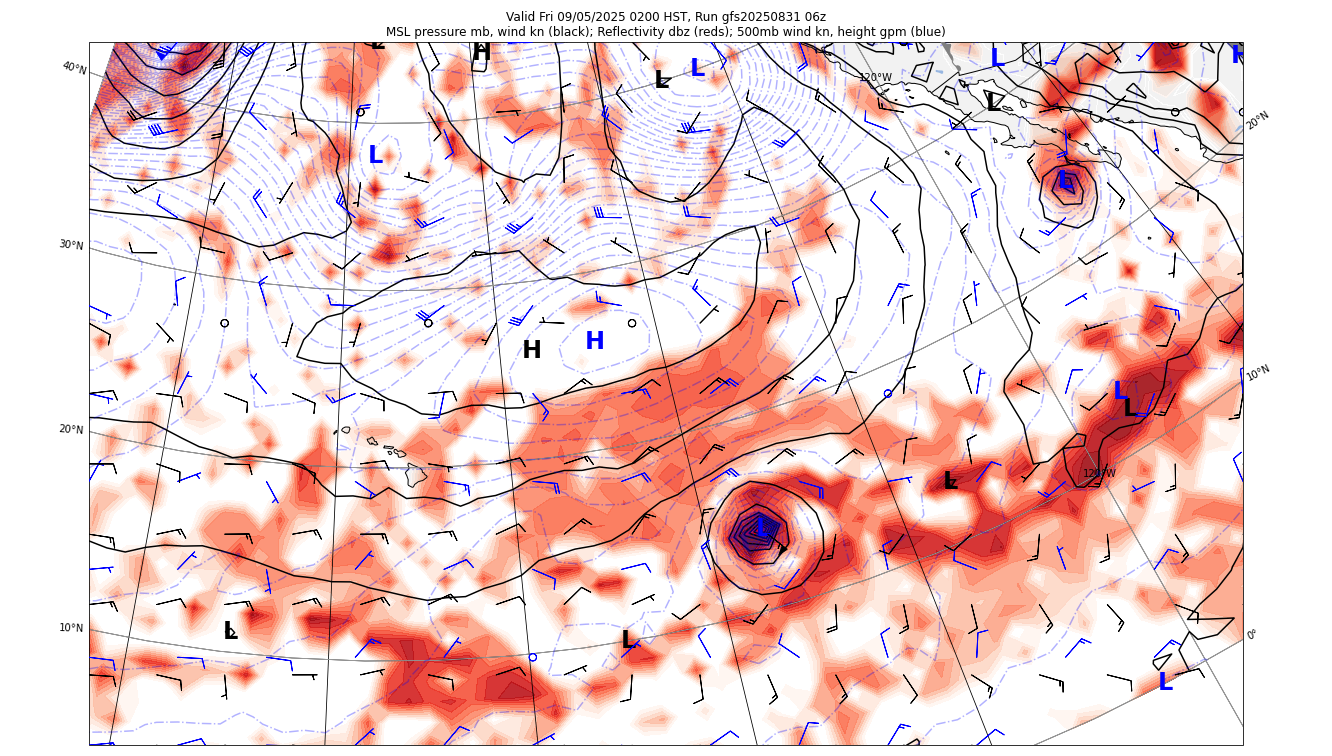 Valid Fri 09/05/2025 0200 HST, Run gfs20250831 06z
MSL pressure mb, wind kn (black); Reflectivity dbz (reds); 500mb wind kn, height gpm (blue)
L H L L L H
40°N 120°W
L 20°N
L
L
30°N
H H
10°N
L
L
20°N
120°W
L
L
10°N L L 0°
L